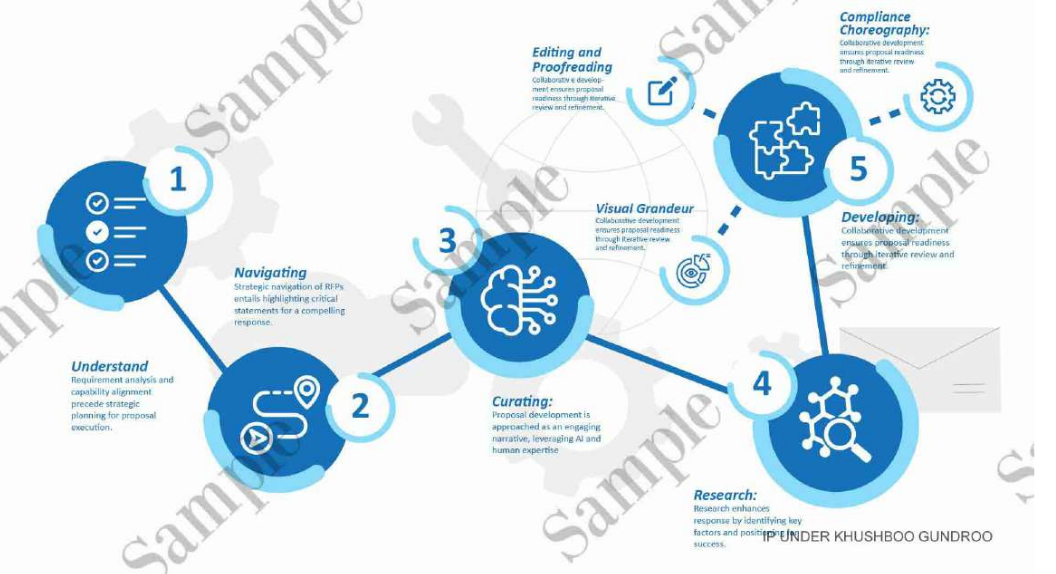 1
Understand
Requirement analysis and
capability alignment
precede strategic
planning for proposal
execution.
2
Navigating
Strategic navigation of RFPs
entails highlighting critical
statements for a compelling
response.
3
Curating:
Proposal development is
approached as an engaging
narrative, leveraging AI and
human expertise
4
Research:
Research enhances
response by identifying key
factors and positioning for
success.
5
Developing:
Collaborative development
ensures proposal readiness
through iterative review and
refinement.
Editing and
Proofreading
Collaborativ e develop-
ment ensures proposal
readiness through iterative
review and refinement.
Visual Grandeur
Collaborative development
ensures proposal readiness
through iterative review
and refinement.
Compliance
Choreography:
Collaborative development
ensures proposal readiness
through iterative review
and refinement.
IP UNDER KHUSHBOO GUNDROO
Sample
Sample
Sample
Sample
Sample
Sample
Sample